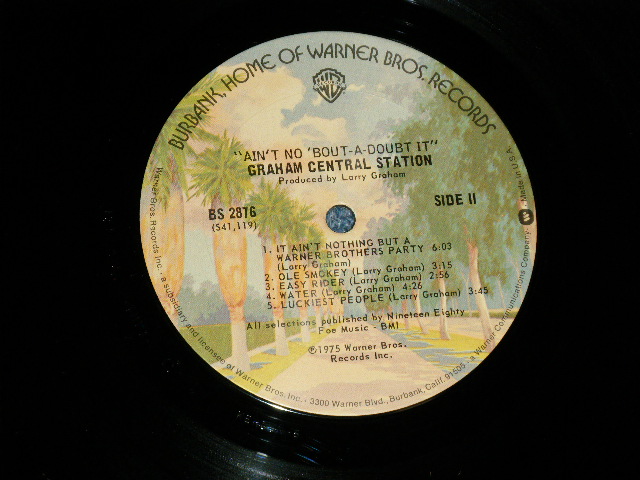 BURBANK, HOME OF WARNER BROS. RECORDS
"AIN'T NO 'BOUT-A-DOUBT IT"
GRAHAM CENTRAL STATION
Produced by Larry Graham
BS 2876
(S41,119)
SIDE II
1. IT AIN'T NOTHING BUT A
WARNER BROTHERS PARTY 6:03
(Larry Graham)
2. OLE SMOKEY (Larry Graham) 3:15
3. EASY RIDER (Larry Graham) 2:56
4. WATER (Larry Graham) 4:26
5. LUCKIEST PEOPLE (Larry Graham) 3:45
All selections published by Nineteen Eighty
Foe Music - BMI
℗1975 Warner Bros.
Records Inc.
Warner Bros. Records Inc., a subsidiary and licensee of Warner Bros., Inc. · 3300 Warner Blvd., Burbank, Calif. 91505 · a Warner Communications Company · Made in U.S.A.